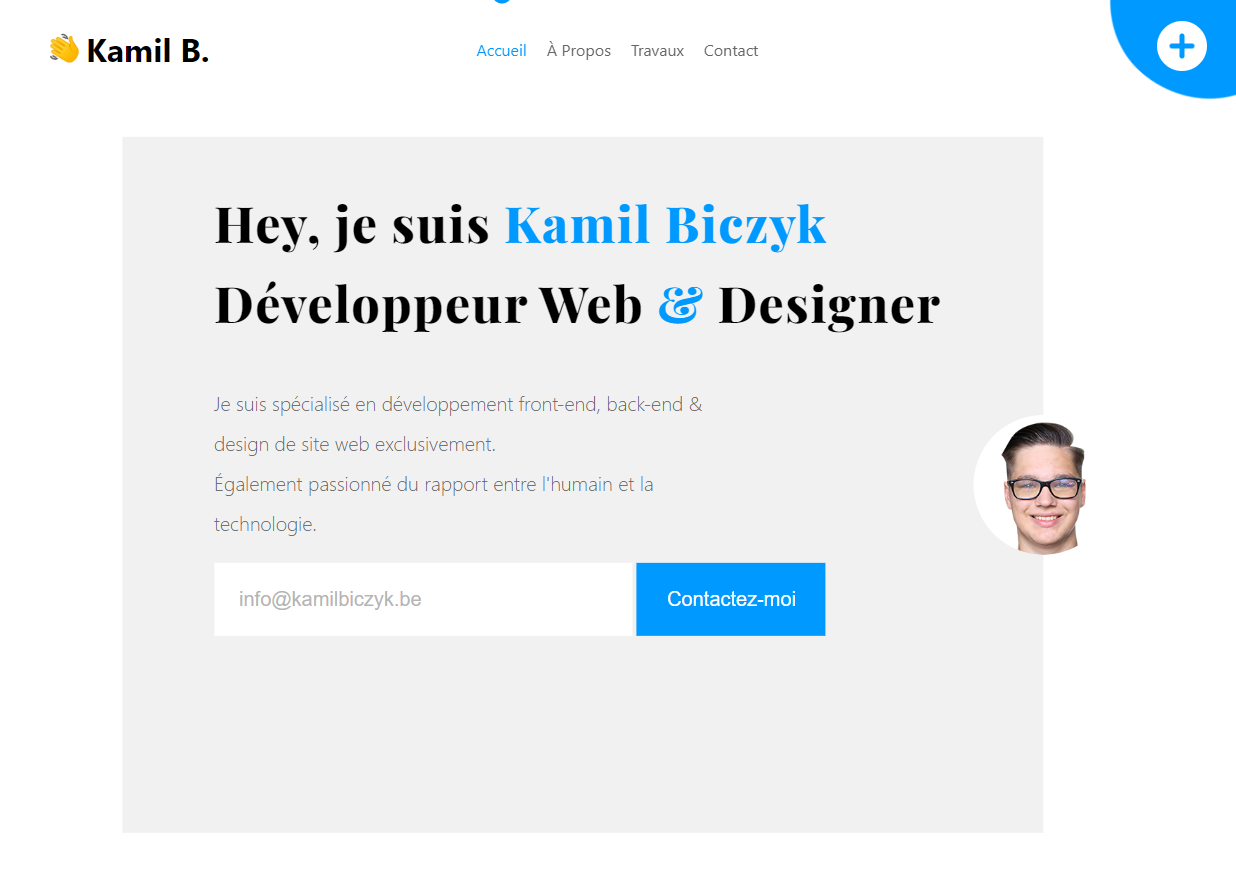 👋 Kamil B.
Accueil À Propos Travaux Contact
Hey, je suis Kamil Biczyk
Développeur Web & Designer
Je suis spécialisé en développement front-end, back-end &
design de site web exclusivement.
Également passionné du rapport entre l'humain et la
technologie.
info@kamilbiczyk.be
Contactez-moi